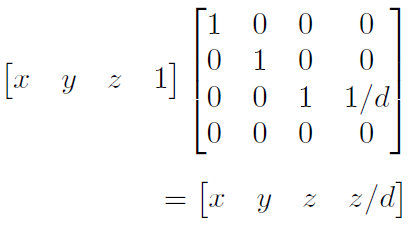 [x y z 1] [1 0 0 0
0 1 0 0
0 0 1 1/d
0 0 0 0]
= [x y z z/d]